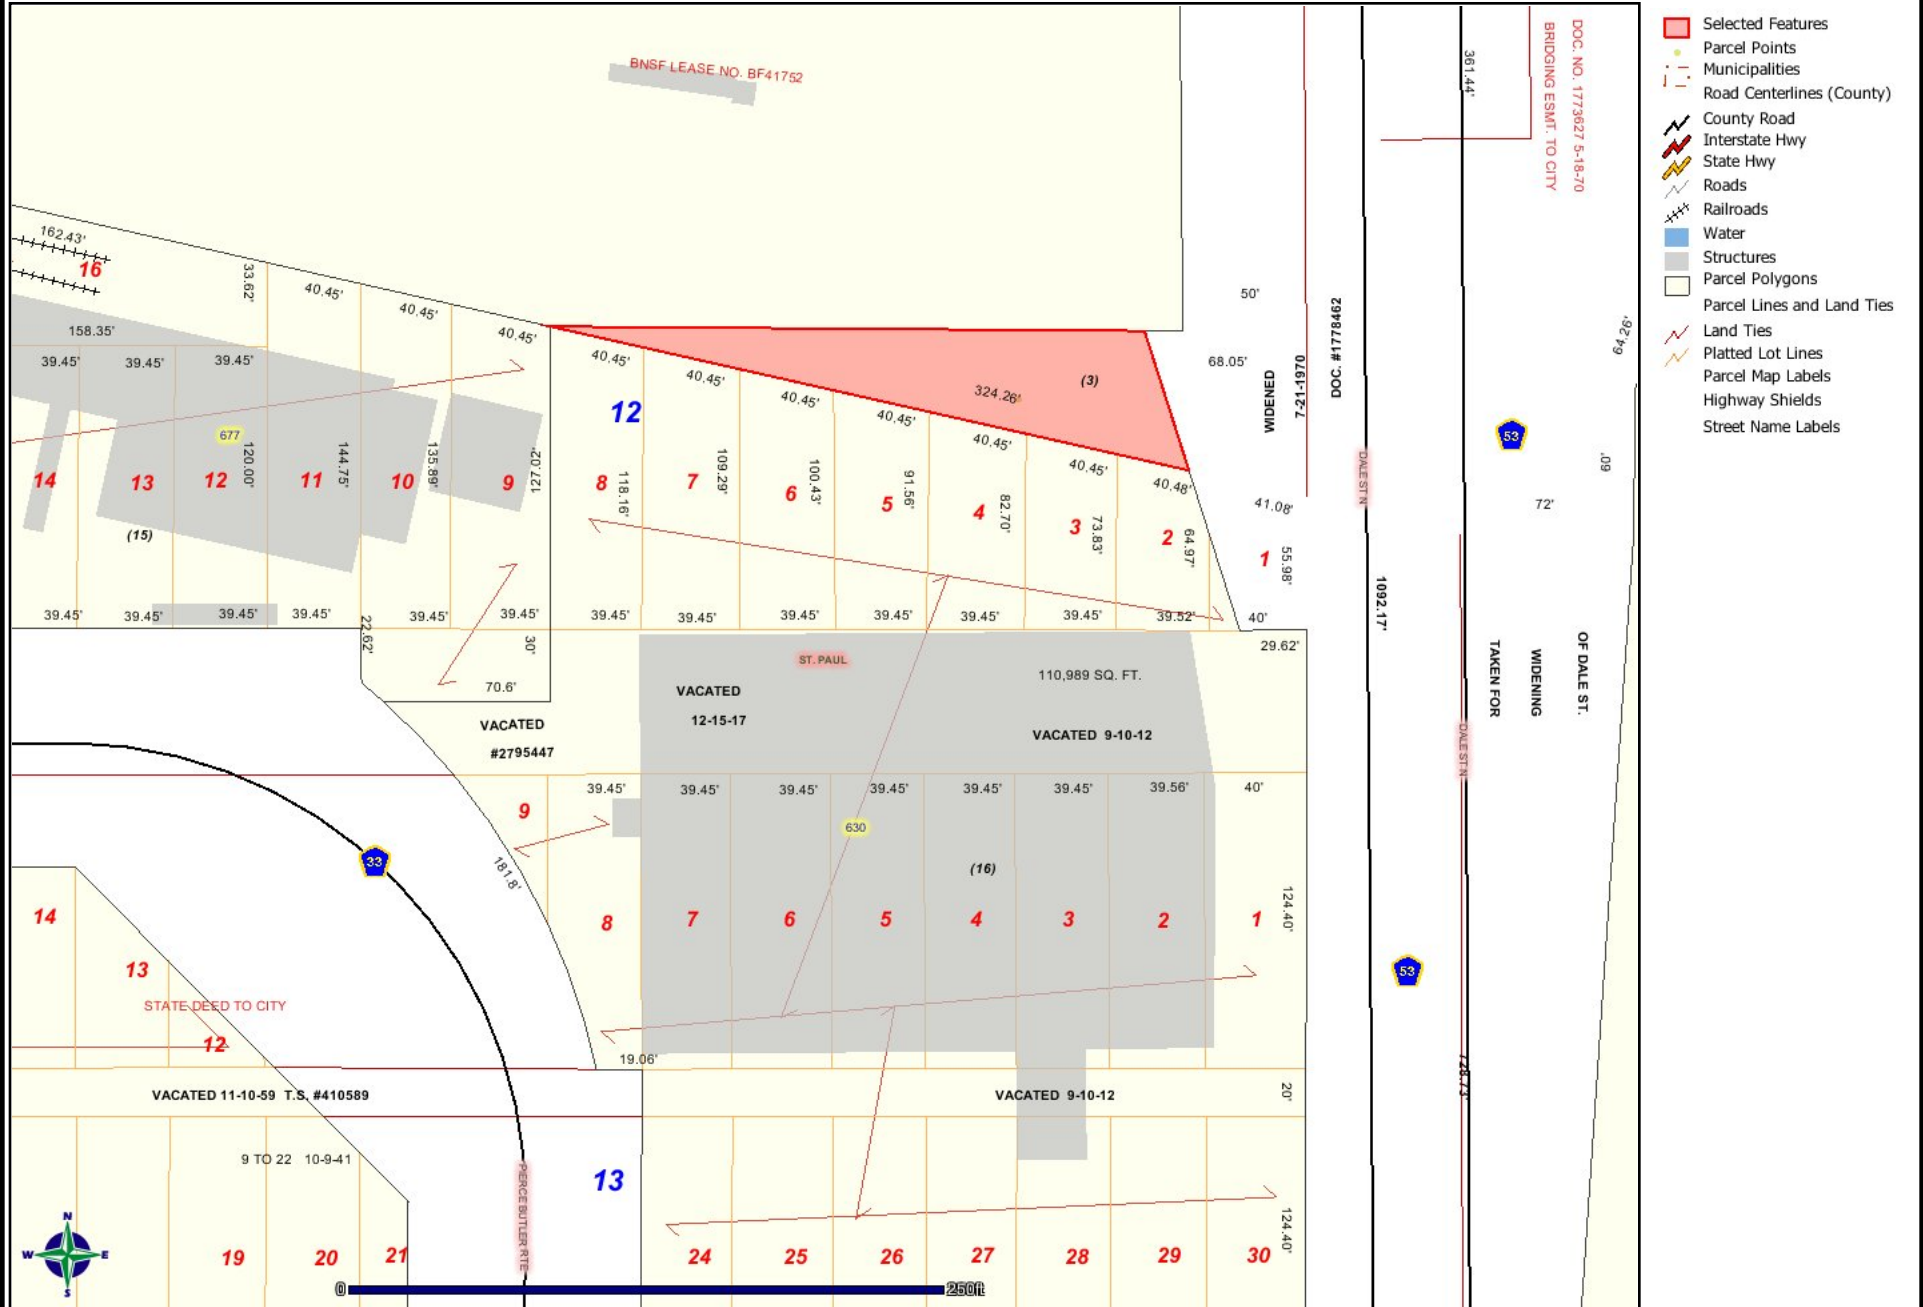 BNSF LEASE NO. BF41752
361.44'
DOC. NO. 1773627 5-18-70
BRIDGING ESMT. TO CITY
162.43'
16
33.62'
40.45'
40.45'
40.45'
50'
DOC. #1778462
7-21-1970
WIDENED
64.26'
158.35'
39.45'
39.45'
39.45'
40.45'
40.45'
40.45'
40.45'
40.45'
40.45'
40.48'
324.26'
(3)
68.05'
12
53
60'
72'
41.08'
DALE ST N
677
14
13
12
120.00'
11
144.75'
10
135.89'
9
127.02'
8
118.16'
7
109.29'
6
100.43'
5
91.56'
4
82.70'
3
73.83'
2
64.97'
1
55.98'
(15)
39.45'
39.45'
39.45'
39.45'
39.45'
39.45'
39.45'
39.45'
39.45'
39.45'
39.45'
39.45'
39.52'
40'
22.62'
30'
29.62'
1092.17'
70.6'
ST. PAUL
110,989 SQ. FT.
VACATED
12-15-17
VACATED 9-10-12
VACATED
#2795447
TAKEN FOR
WIDENING
OF DALE ST.
DALE ST N
39.45'
39.45'
39.45'
39.45'
39.45'
39.45'
39.56'
40'
9
630
33
181.8'
(16)
124.40'
14
13
8
7
6
5
4
3
2
1
53
STATE DEED TO CITY
12
19.06'
728.73'
VACATED 11-10-59 T.S. #410589
VACATED 9-10-12
20'
9 TO 22 10-9-41
13
PIERCE BUTLER RTE
124.40'
19
20
21
24
25
26
27
28
29
30
N
W
E
S
0
250ft
Selected Features
Parcel Points
Municipalities
Road Centerlines (County)
County Road
Interstate Hwy
State Hwy
Roads
Railroads
Water
Structures
Parcel Polygons
Parcel Lines and Land Ties
Land Ties
Platted Lot Lines
Parcel Map Labels
Highway Shields
Street Name Labels